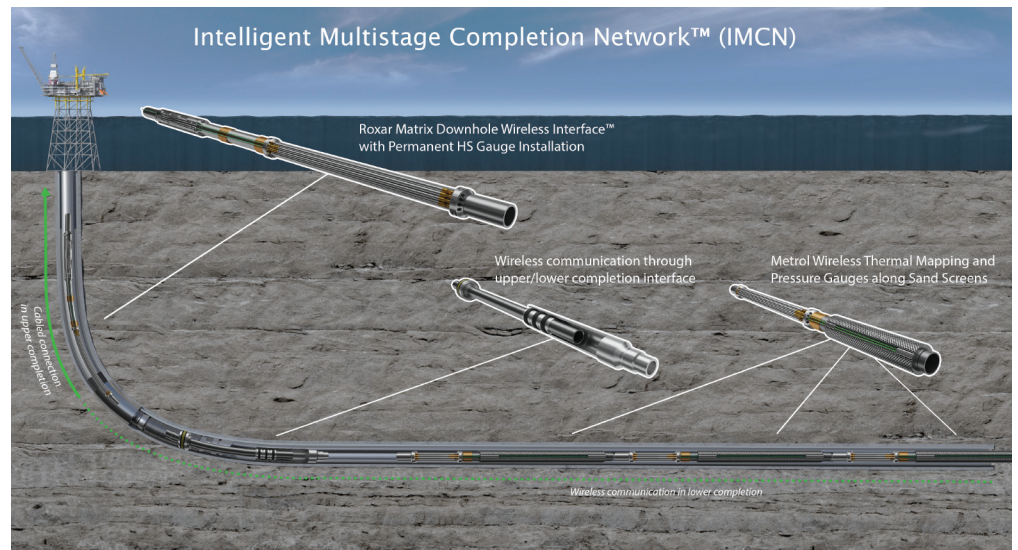 Intelligent Multistage Completion Network™ (IMCN)
Roxar Matrix Downhole Wireless Interface™
with Permanent HS Gauge Installation
Wireless communication through
upper/lower completion interface
Metrol Wireless Thermal Mapping and
Pressure Gauges along Sand Screens
Cabled connection
in upper completion
Wireless communication in lower completion